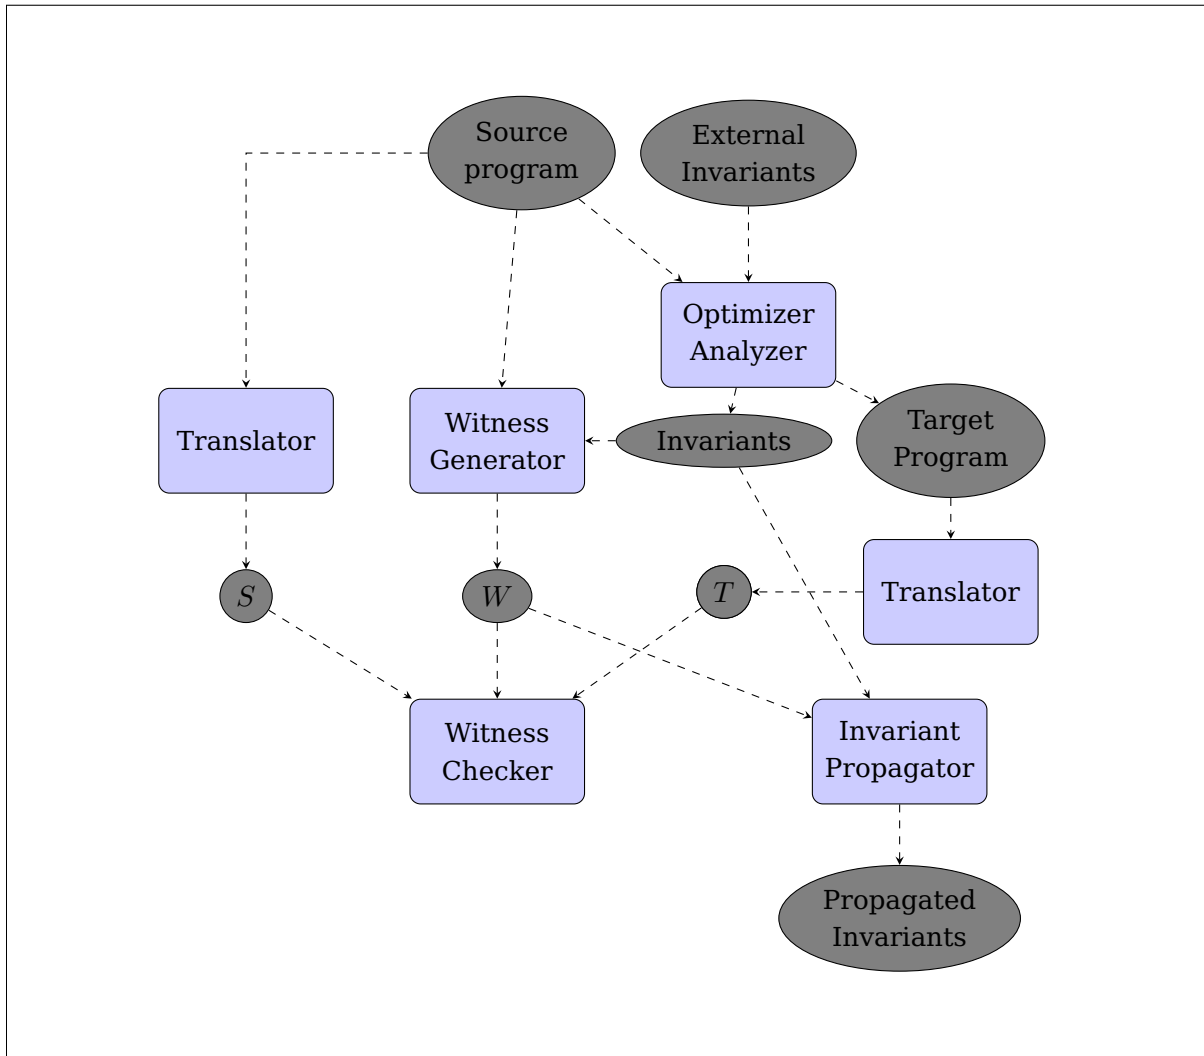 Source
program
External
Invariants
Optimizer
Analyzer
Translator
Witness
Generator
Invariants
Target
Program
S
W
T
Translator
Witness
Checker
Invariant
Propagator
Propagated
Invariants